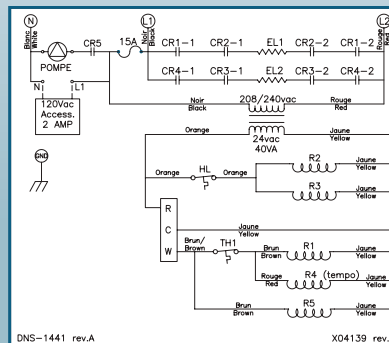 N L1 L2
Blanc White Noir Black Rouge Red
CR5 15A CR1-1 CR2-1 EL1 CR2-2 CR1-2
POMPE CR4-1 CR3-1 EL2 CR3-2 CR4-2
N L1
120Vac
Access.
2 AMP
Noir Black 208/240vac Rouge Red
Orange 24vac Jaune Yellow
40VA
GND
Orange HL Orange R2 Jaune Yellow
R3 Jaune Yellow
R
C Jaune Yellow
W Brun/ Brown TH1 Brun Brown R1 Jaune Yellow
Rouge Red R4 (tempo) Jaune Yellow
Brun Brown R5 Jaune Yellow
DNS-1441 rev.A X04139 rev.